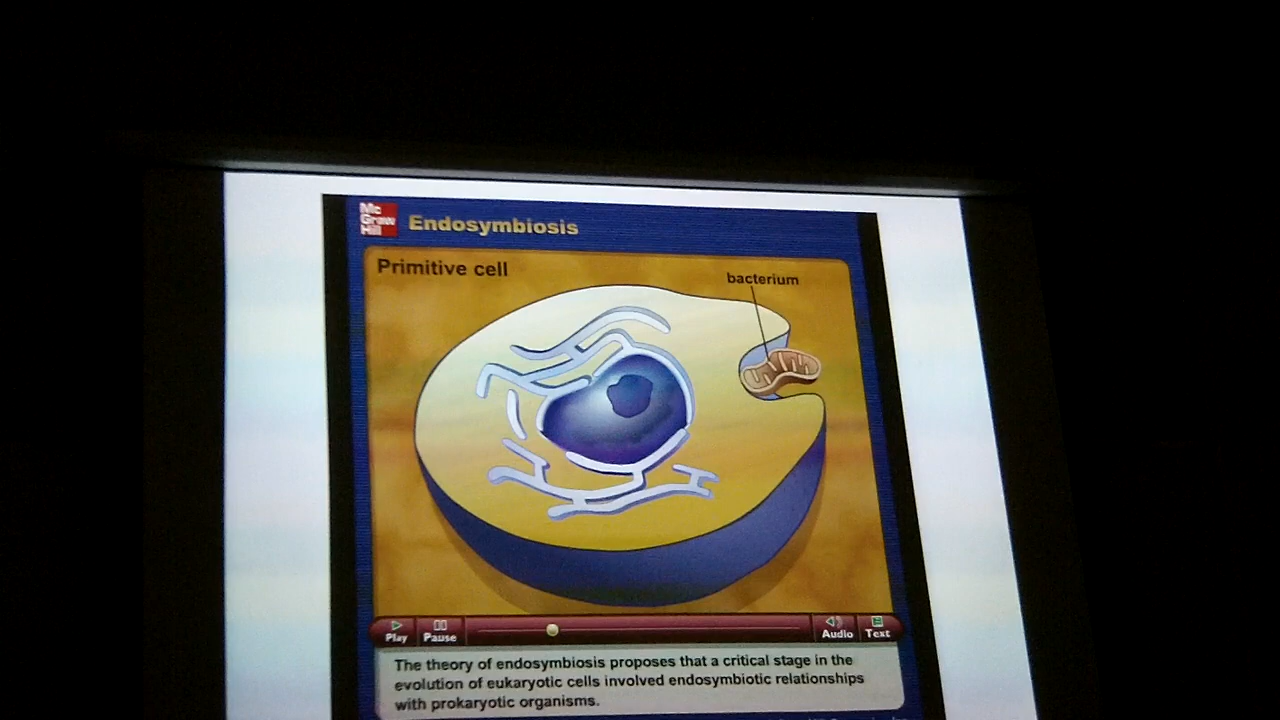 Mc
Graw
Hill
Endosymbiosis
Primitive cell
bacterium
Play
Pause
Audio
Text
The theory of endosymbiosis proposes that a critical stage in the
evolution of eukaryotic cells involved endosymbiotic relationships
with prokaryotic organisms.